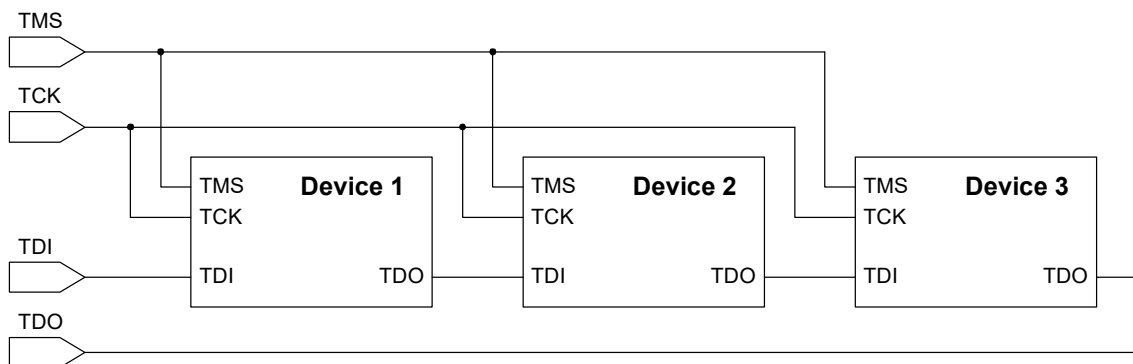 TMS
TCK
TMS Device 1
TCK
TDI TDO
TMS Device 2
TCK
TDI TDO
TMS Device 3
TCK
TDI TDO
TDI
TDO